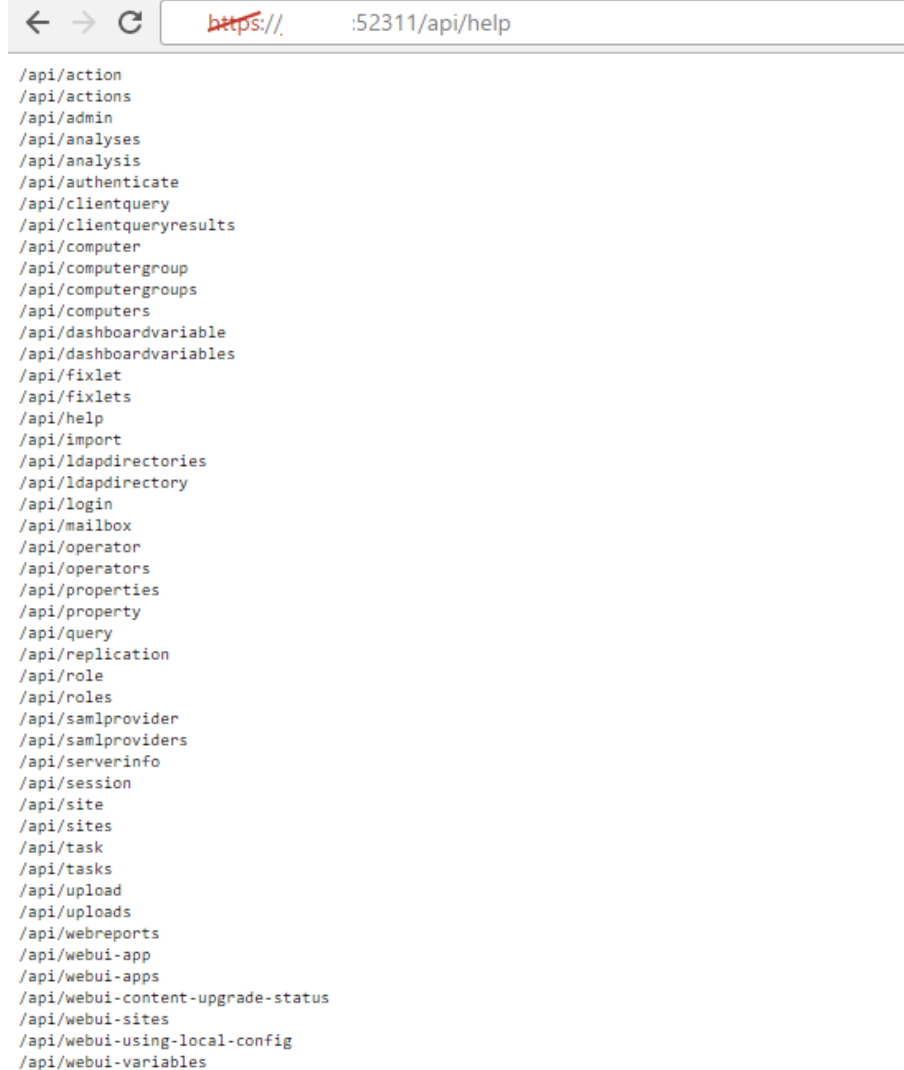 https://      :52311/api/help
/api/action
/api/actions
/api/admin
/api/analyses
/api/analysis
/api/authenticate
/api/clientquery
/api/clientqueryresults
/api/computer
/api/computergroup
/api/computergroups
/api/computers
/api/dashboardvariable
/api/dashboardvariables
/api/fixlet
/api/fixlets
/api/help
/api/import
/api/ldapdirectories
/api/ldapdirectory
/api/login
/api/mailbox
/api/operator
/api/operators
/api/properties
/api/property
/api/query
/api/replication
/api/role
/api/roles
/api/samlprovider
/api/samlproviders
/api/serverinfo
/api/session
/api/site
/api/sites
/api/task
/api/tasks
/api/upload
/api/uploads
/api/webreports
/api/webui-app
/api/webui-apps
/api/webui-content-upgrade-status
/api/webui-sites
/api/webui-using-local-config
/api/webui-variables